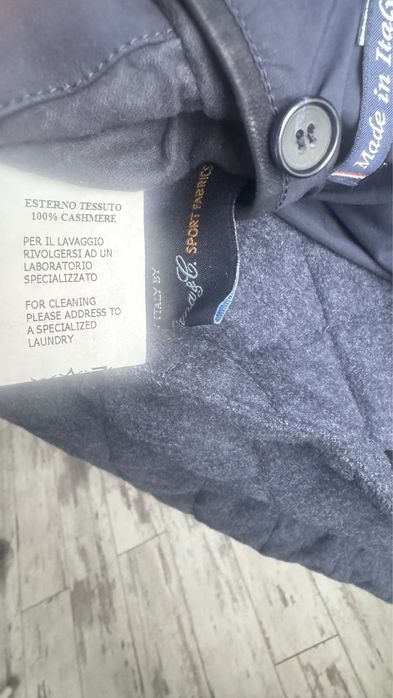 ESTERNO TESSUTO
100% CASHMERE
PER IL LAVAGGIO
RIVOLGERSI AD UN
LABORATORIO
SPECIALIZZATO
FOR CLEANING
PLEASE ADDRESS TO
A SPECIALIZED
LAUNDRY
ITALY BY
& C. SPORT FABRICS
Made in Ita